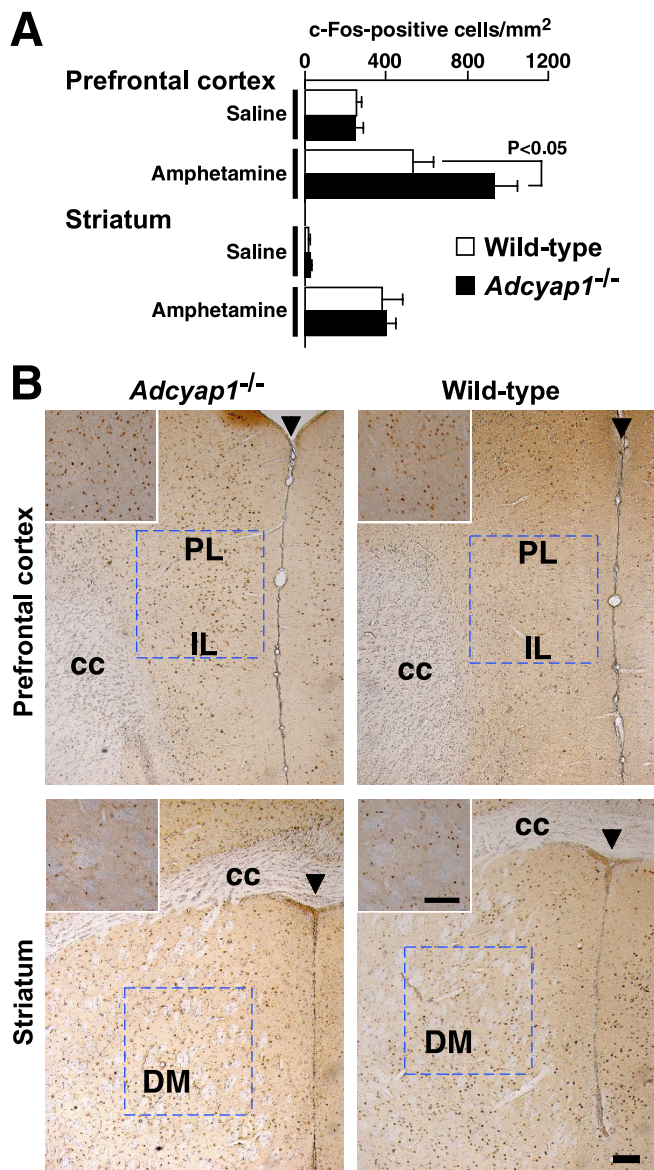 A
c-Fos-positive cells/mm²
0 400 800 1200
Prefrontal cortex
Saline
Amphetamine
P<0.05
Striatum
Saline
Amphetamine
Wild-type
Adcyap1-/-
B
Adcyap1-/-
Wild-type
Prefrontal cortex
PL
IL
cc
PL
IL
cc
Striatum
cc
DM
cc
DM